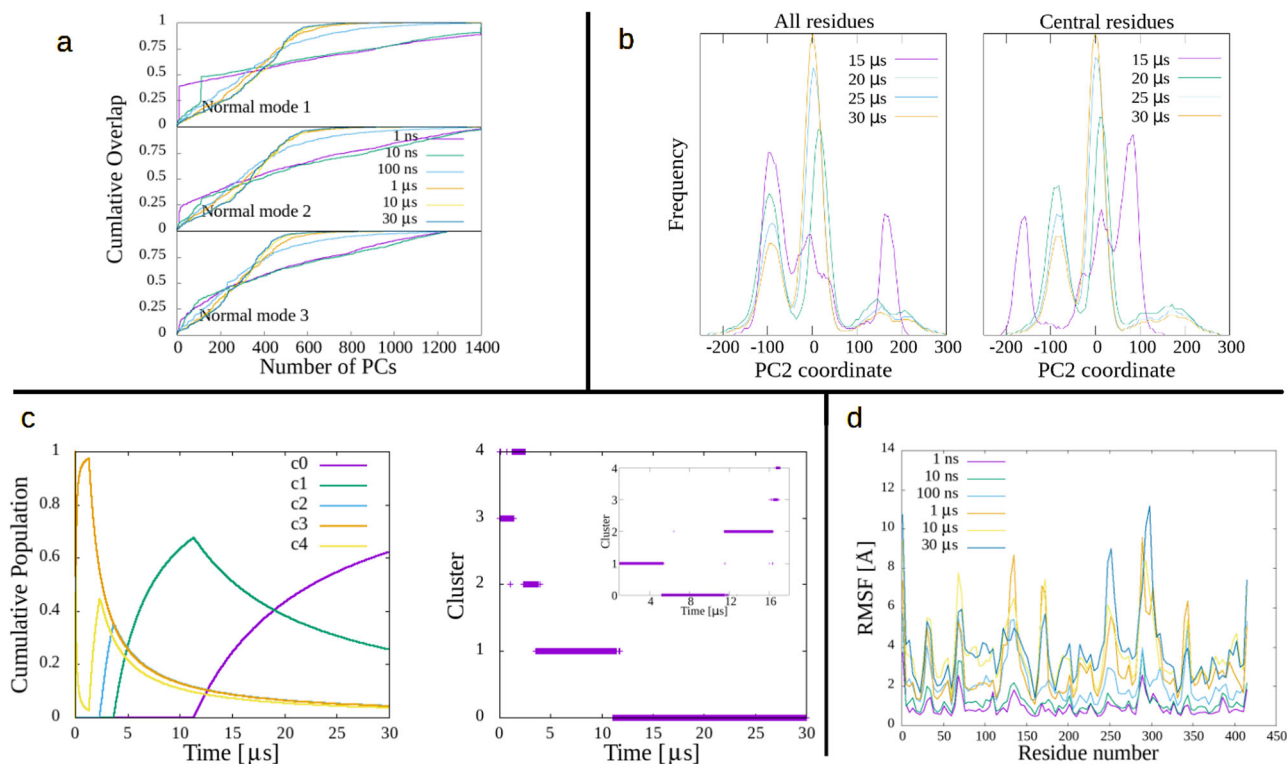 a
Cumlative Overlap
1
0.75
0.5
0.25
0
Normal mode 1
0.75
0.5
0.25
0
Normal mode 2
1 ns
10 ns
100 ns
1 µs
10 µs
30 µs
0.75
0.5
0.25
0
Normal mode 3
0 200 400 600 800 1000 1200 1400
Number of PCs
b
All residues
15 µs
20 µs
25 µs
30 µs
Frequency
-200 -100 0 100 200 300
PC2 coordinate
Central residues
15 µs
20 µs
25 µs
30 µs
-200 -100 0 100 200 300
PC2 coordinate
c
Cumulative Population
1
0.8
0.6
0.4
0.2
0
c0
c1
c2
c3
c4
0 5 10 15 20 25 30
Time [µs]
Cluster
4
3
2
1
0
0 5 10 15 20 25 30
Time [µs]
Cluster
4
3
2
1
0
4 8 12 16
Time [µs]
d
RMSF [Å]
14
12
10
8
6
4
2
0
1 ns
10 ns
100 ns
1 µs
10 µs
30 µs
0 50 100 150 200 250 300 350 400 450
Residue number